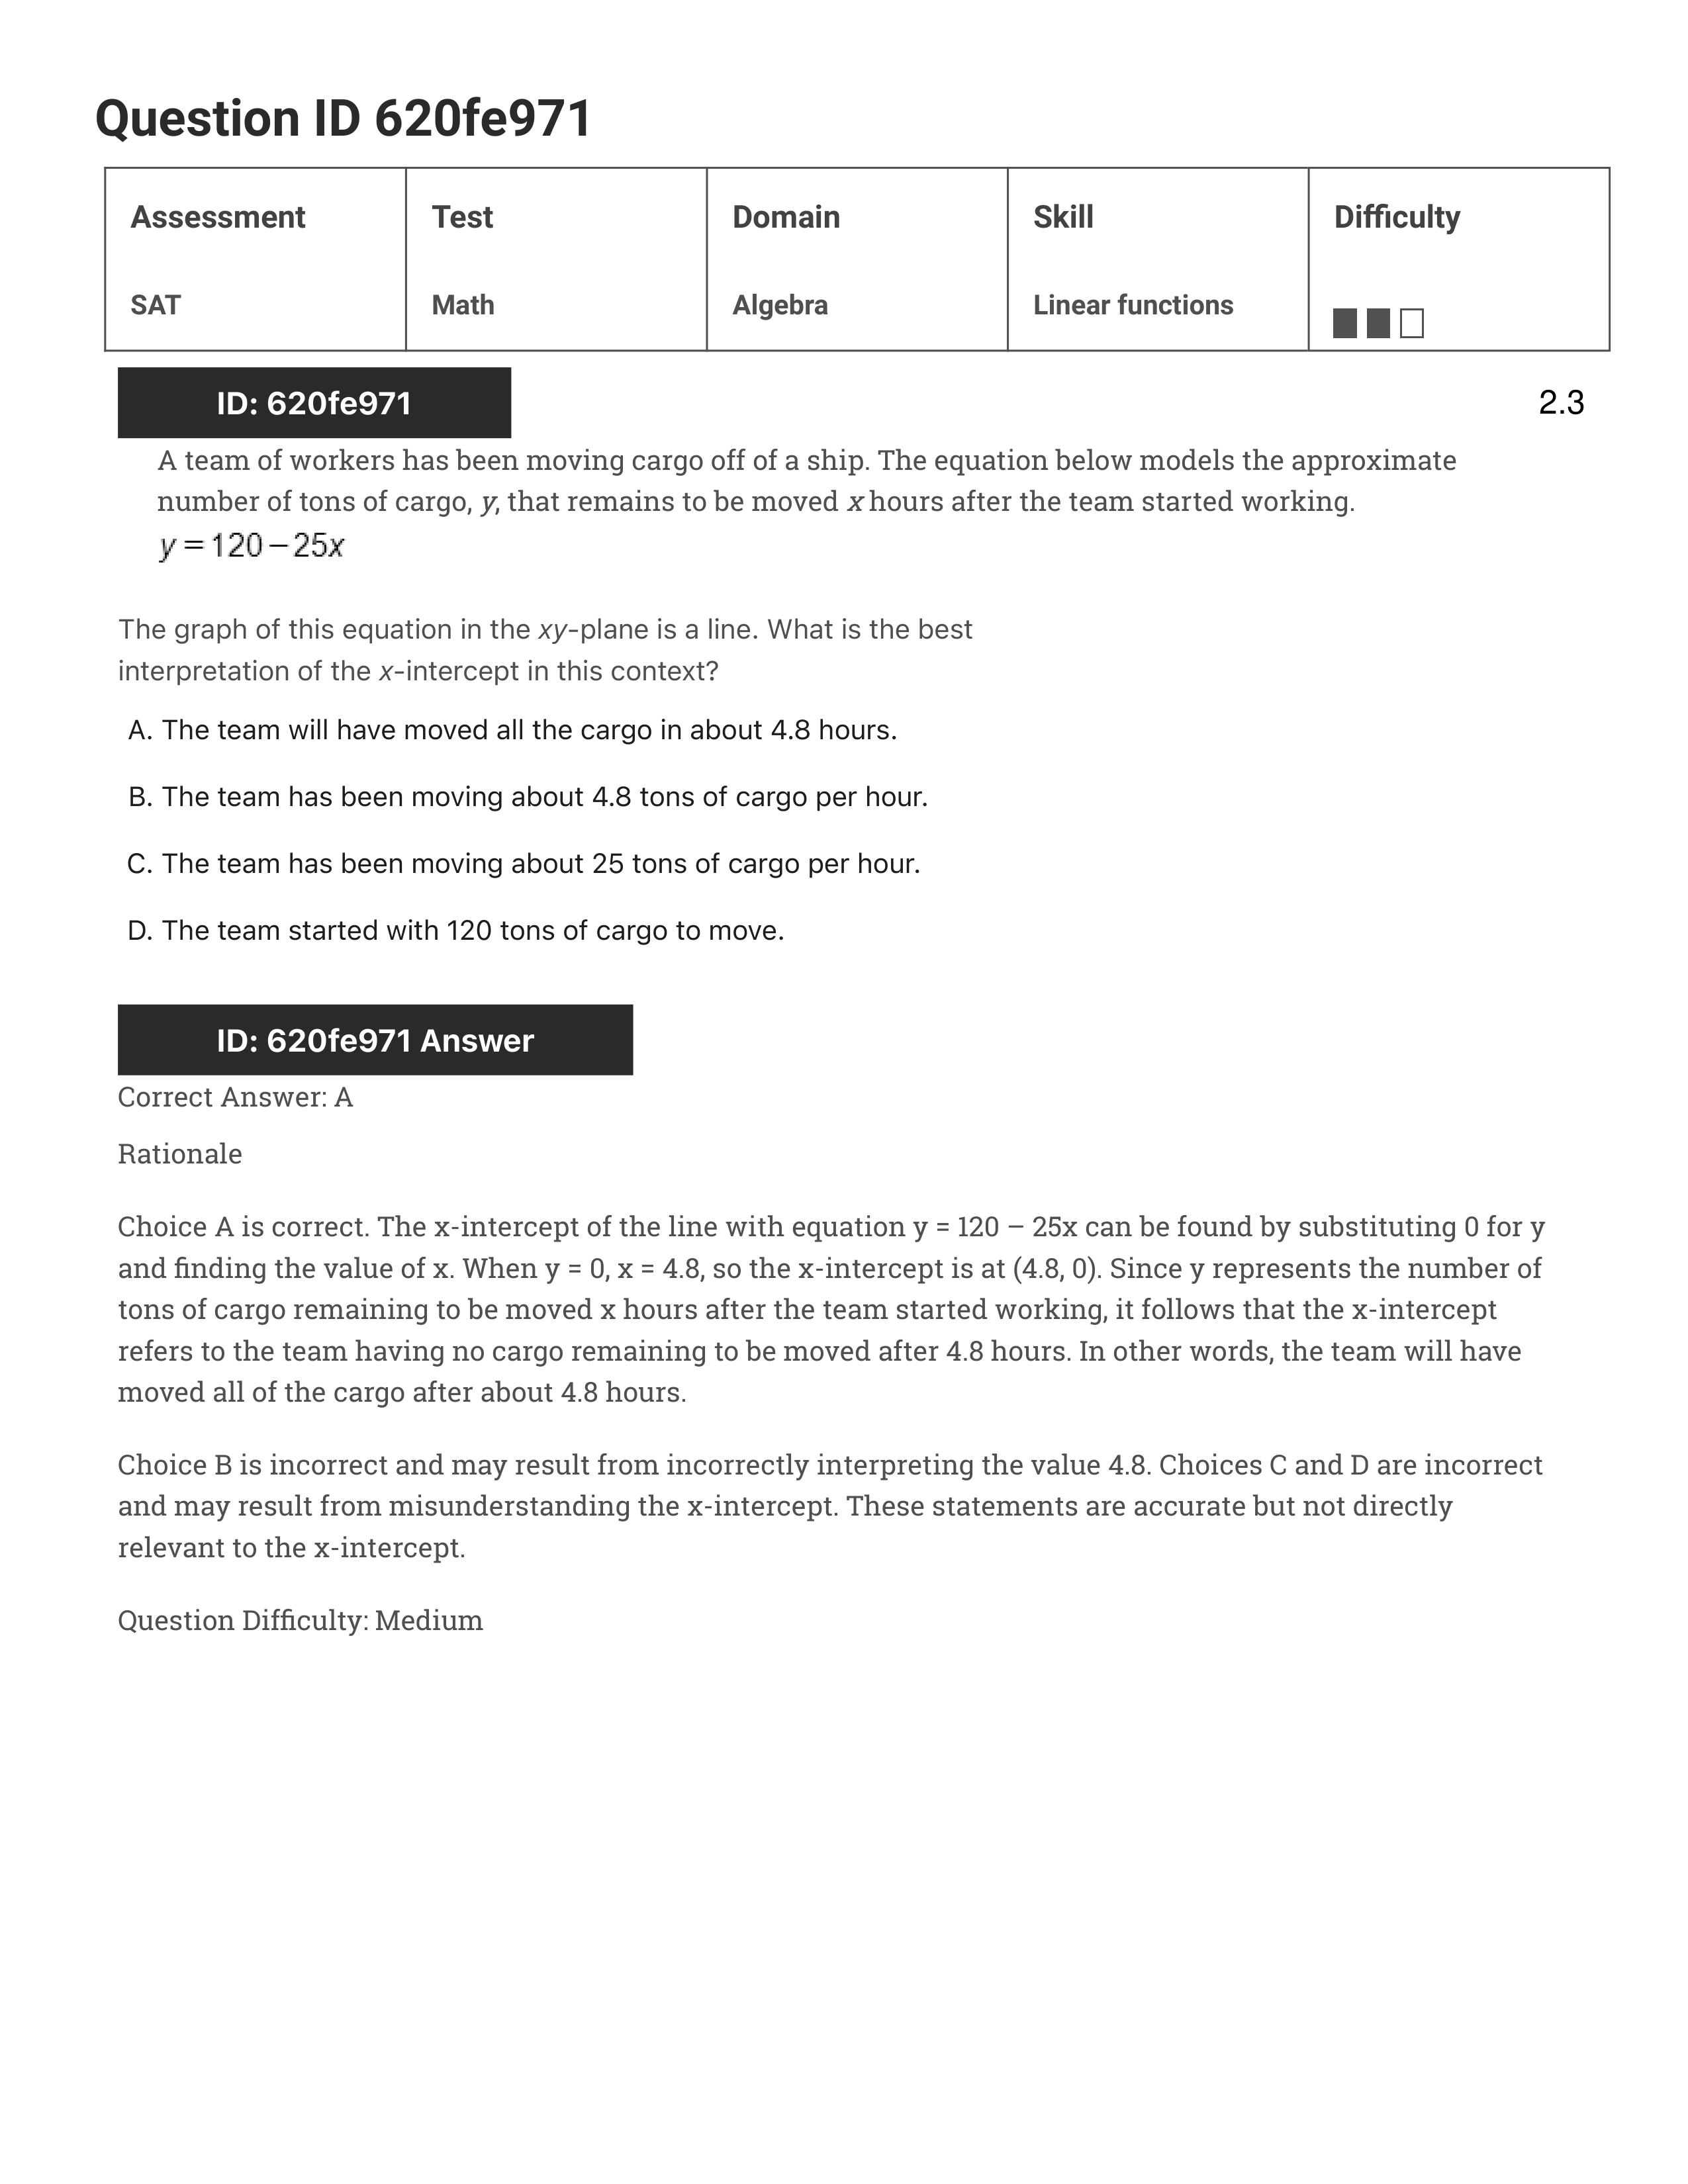 Question ID 620fe971
Assessment
Test
Domain
Skill
Difficulty
SAT
Math
Algebra
Linear functions
ID: 620fe971
2.3
A team of workers has been moving cargo off of a ship. The equation below models the approximate
number of tons of cargo, y, that remains to be moved x hours after the team started working.
y = 120 – 25x
The graph of this equation in the xy-plane is a line. What is the best
interpretation of the x-intercept in this context?
A. The team will have moved all the cargo in about 4.8 hours.
B. The team has been moving about 4.8 tons of cargo per hour.
C. The team has been moving about 25 tons of cargo per hour.
D. The team started with 120 tons of cargo to move.
ID: 620fe971 Answer
Correct Answer: A
Rationale
Choice A is correct. The x-intercept of the line with equation y = 120 – 25x can be found by substituting 0 for y
and finding the value of x. When y = 0, x = 4.8, so the x-intercept is at (4.8, 0). Since y represents the number of
tons of cargo remaining to be moved x hours after the team started working, it follows that the x-intercept
refers to the team having no cargo remaining to be moved after 4.8 hours. In other words, the team will have
moved all of the cargo after about 4.8 hours.
Choice B is incorrect and may result from incorrectly interpreting the value 4.8. Choices C and D are incorrect
and may result from misunderstanding the x-intercept. These statements are accurate but not directly
relevant to the x-intercept.
Question Difficulty: Medium